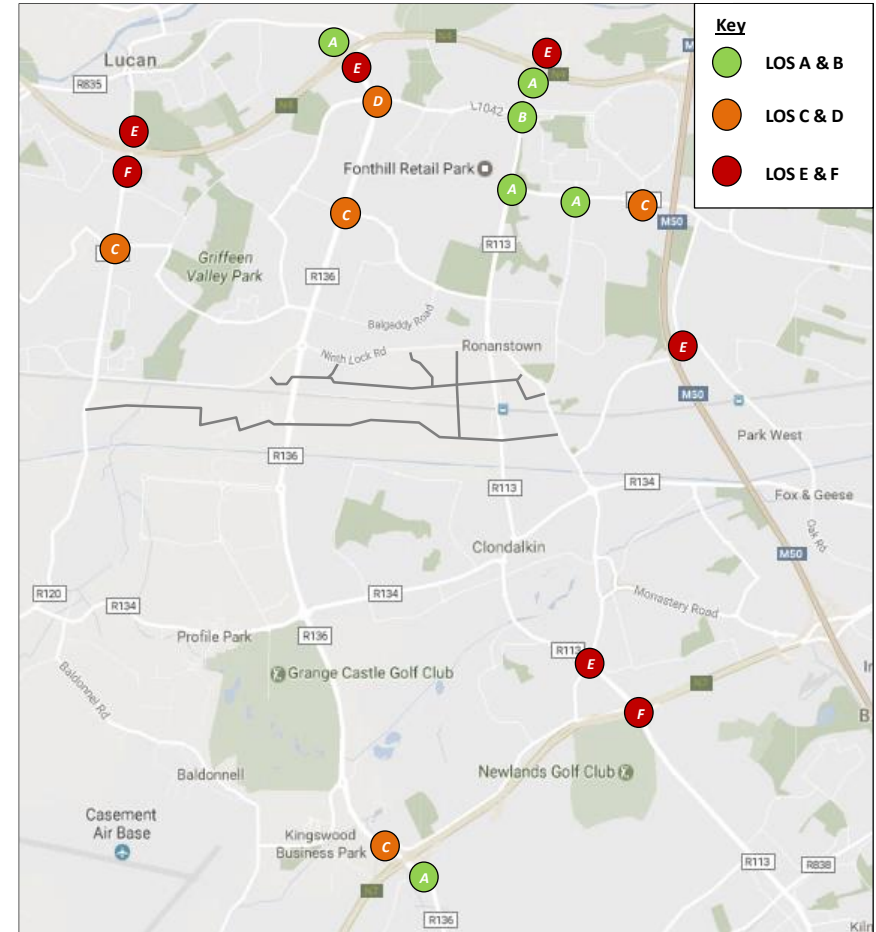 Key
LOS A & B
LOS C & D
LOS E & F
A
N4
E
M
Lucan
E
N4
R835
A
D
N4
L1042
B
E
Fonthill Retail Park
F
A
A
C
C
M50
C
R113
Griffeen
Valley Park
R136
Balgaddy Road
Ronanstown
E
Ninth Lock Rd
M50
Park West
R136
R134
R113
Fox & Geese
Oak Rd
Clondalkin
M50
R120
R134
R134
Monastery Road
Profile Park
R136
R113
E
Grange Castle Golf Club
N7
Baldonnel Rd
F
B
Baldonnell
Newlands Golf Club
Casement
Air Base
Kingswood
Business Park
C
R113
R838
A
N7
R136
Kiln